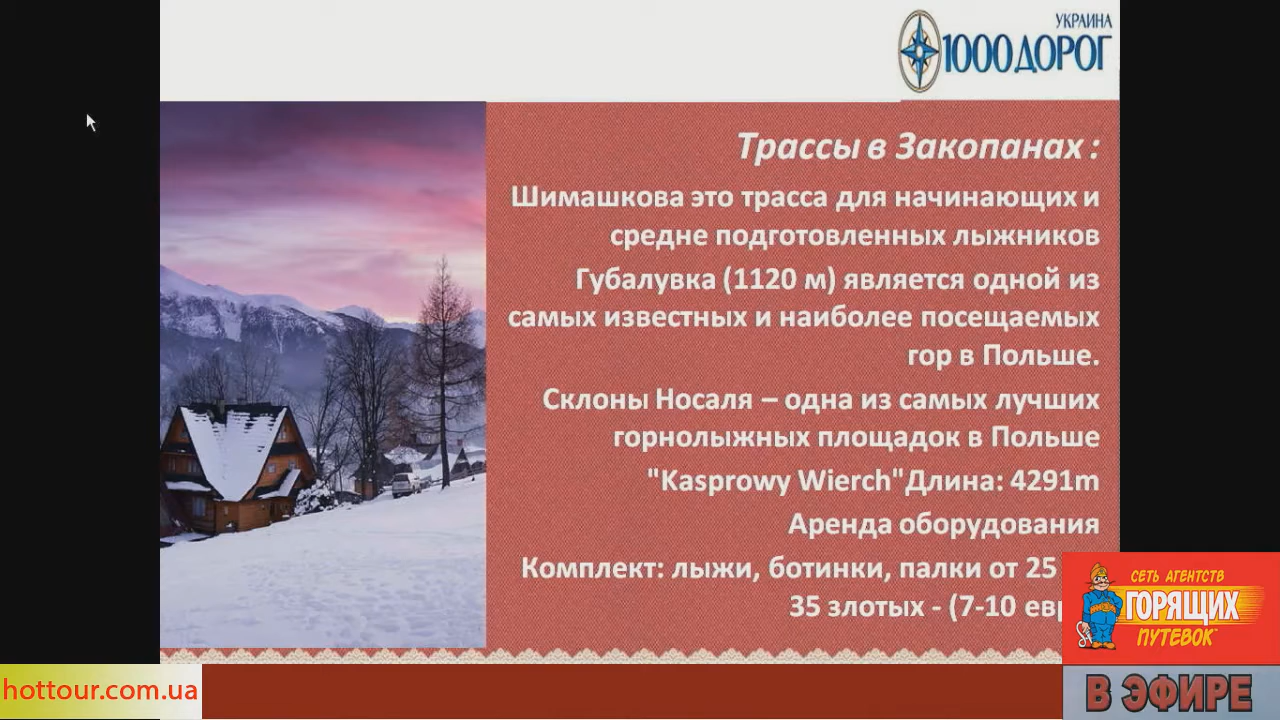 УКРАИНА
1000 ДОРОГ
Трассы в Закопанах :
Шимашкова это трасса для начинающих и
средне подготовленных лыжников
Губалувка (1120 м) является одной из
самых известных и наиболее посещаемых
гор в Польше.
Склоны Носаля – одна из самых лучших
горнолыжных площадок в Польше
"Kasprowy Wierch"Длина: 4291m
Аренда оборудования
Комплект: лыжи, ботинки, палки от 25
35 злотых - (7-10
СЕТЬ АГЕНТСТВ
ГОРЯЩИХ
ПУТЕВОК
hottour.com.ua
В ЭФИРЕ